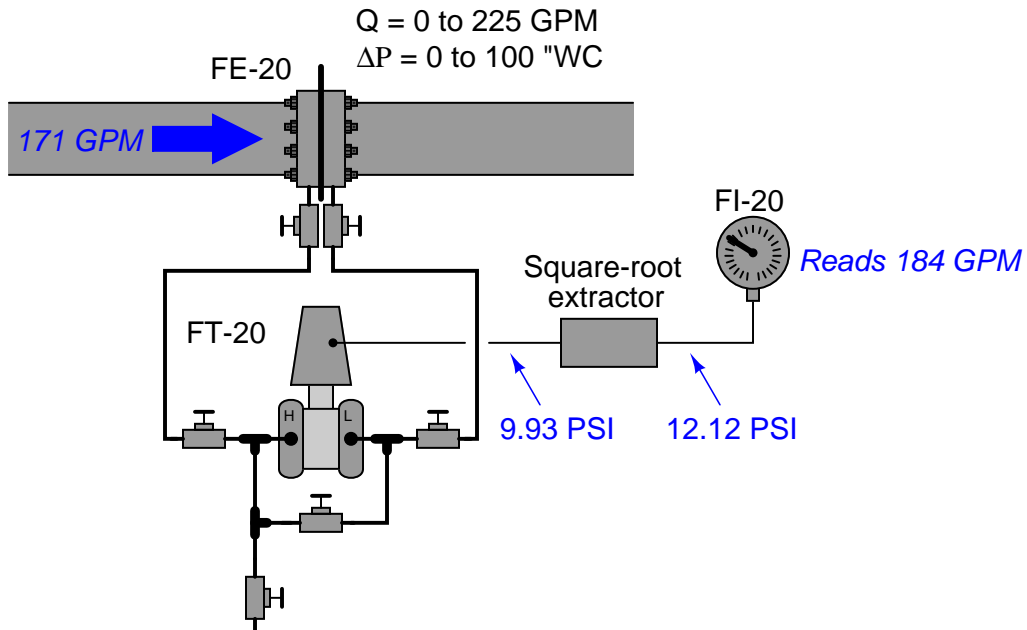 Q = 0 to 225 GPM
ΔP = 0 to 100 "WC
FE-20
171 GPM
FI-20
Reads 184 GPM
Square-root
extractor
FT-20
H
L
9.93 PSI
12.12 PSI